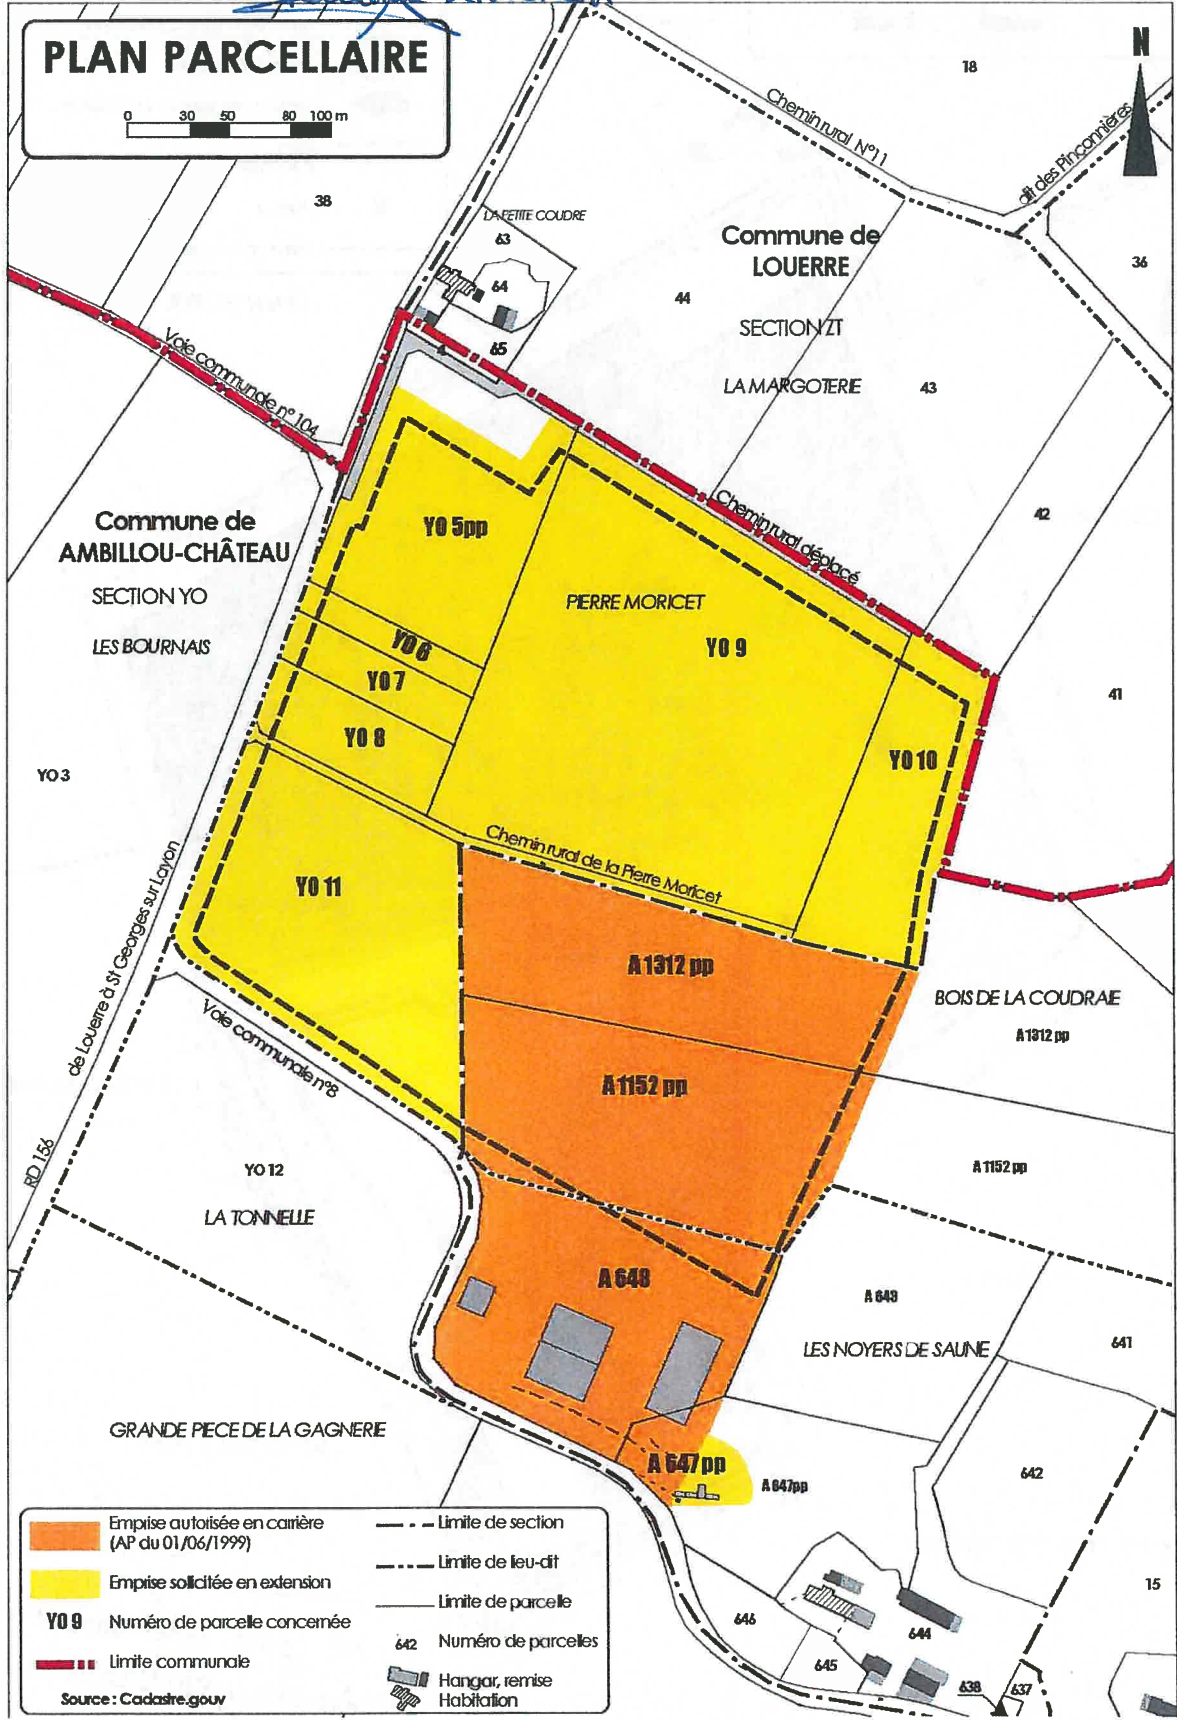 PLAN PARCELLAIRE
0 30 50 80 100 m
N
18
Chemin rural N°11
dit des Pinconnières
38
LA PETITE COUDRE
63
64
Commune de
LOUERRE
36
44
SECTION ZT
4
65
Voie communale n° 104
LA MARGOTERIE
43
Chemin rural déplacé
42
Commune de
AMBILLOU-CHÂTEAU
SECTION YO
LES BOURNAIS
YO 5pp
PIERRE MORICET
YO 6
YO 9
YO 7
41
YO 8
YO 10
YO 3
Chemin rural de la Pierre Moricet
YO 11
de Louerre à St Georges sur Layon
RD 156
A 1312 pp
BOIS DE LA COUDRAIE
A 1312 pp
Voie communale n°8
A 1152 pp
A 1152 pp
YO 12
LA TONNELLE
A 648
A 648
LES NOYERS DE SAUNE
641
GRANDE PIECE DE LA GAGNERIE
A 647pp
A 647pp
642
15
646
644
645
638
637
Emprise autorisée en carrière
(AP du 01/06/1999)
Emprise sollicitée en extension
YO 9 Numéro de parcelle concernée
Limite communale
Source : Cadastre.gouv
Limite de section
Limite de lieu-dit
Limite de parcelle
642 Numéro de parcelles
Hangar, remise
Habitation